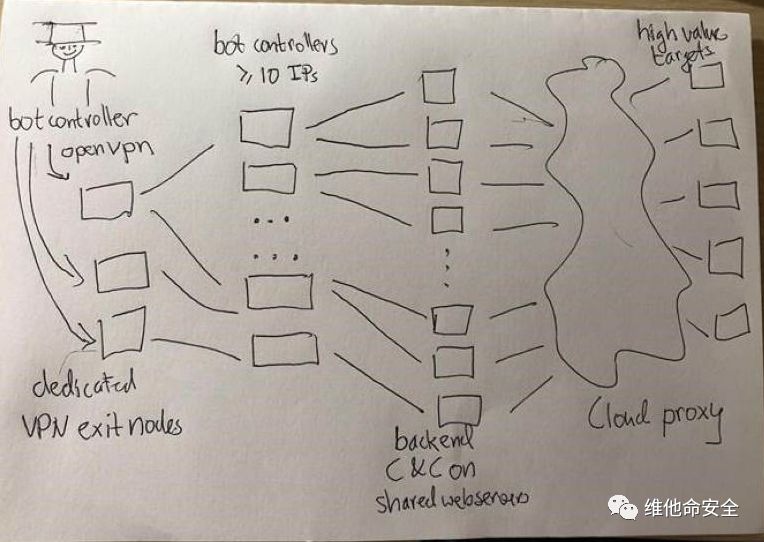 bot controller
openvpn
dedicated
VPN exit nodes
bot controllers
≥ 10 IPs
backend
C & C on
shared webservers
Cloud proxy
high value
targets
维他命安全